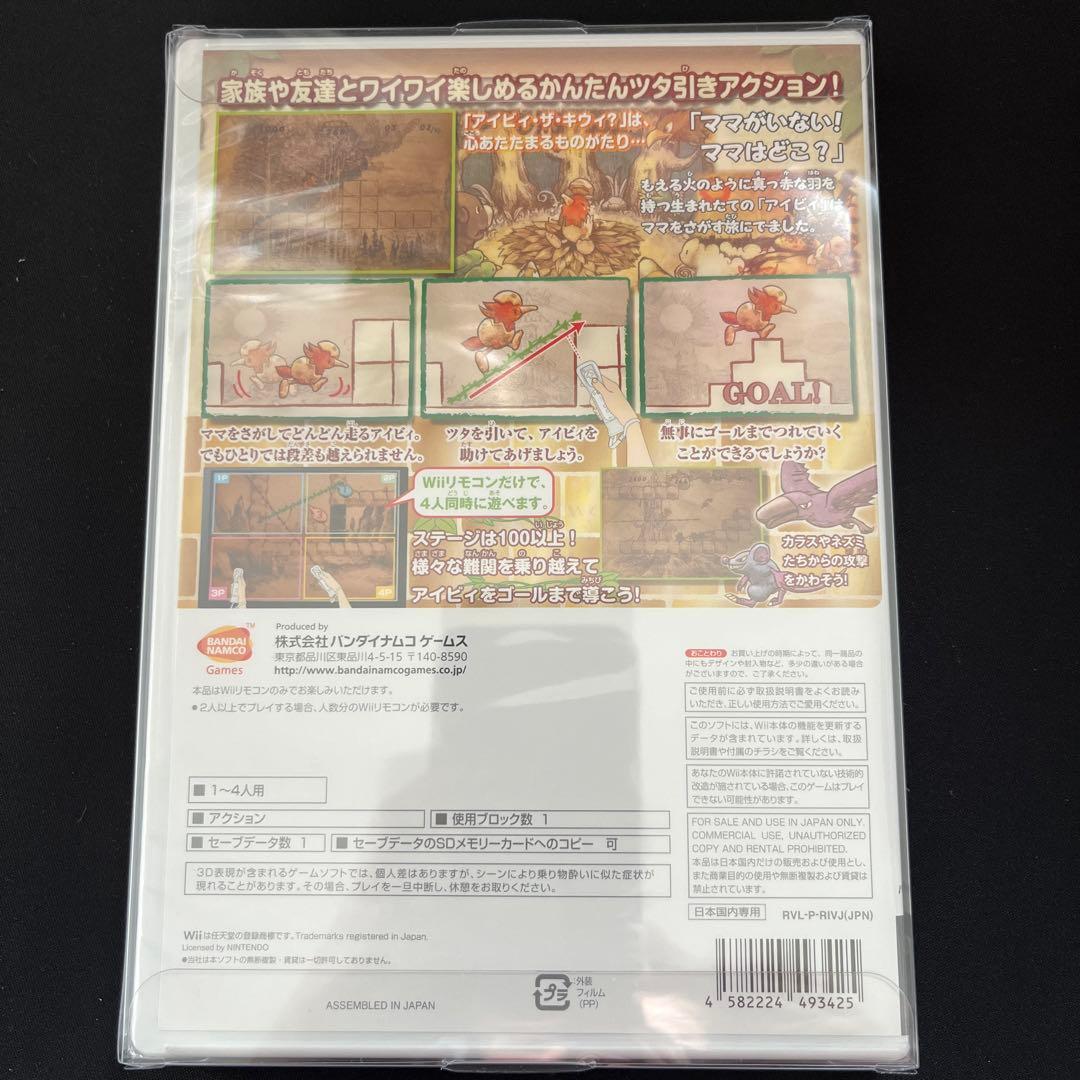 家族や友達とワイワイ楽しめるかんたんツタ引きアクション!
「アイビィ・ザ・キウィ?」は、
心あたたまるものがたり…
「ママがいない!
ママはどこ?」
もえる火のように真っ赤な羽を
持つ生まれたての「アイビィ」は
ママをさがす旅にでました。
GOAL!
ママをさがしてどんどん走るアイビィ。
でもひとりでは段差も越えられません。
ツタを引いて、アイビィを
助けてあげましょう。
無事にゴールまでつれていく
ことができるでしょうか?
1P
2P
3P
4P
Wiiリモコンだけで、
4人同時に遊べます。
ステージは100以上!
様々な難関を乗り越えて
アイビィをゴールまで導こう!
カラスやネズミ
たちからの攻撃
をかわそう!
BANDAI
NAMCO
Games
TM
Produced by
株式会社 バンダイナムコ ゲームス
東京都品川区東品川4-5-15 〒140-8590
http://www.bandainamcogames.co.jp/
本品はWiiリモコンのみでお楽しみいただけます。
●2人以上でプレイする場合、人数分のWiiリモコンが必要です。
■ 1〜4人用
■ アクション
■ 使用ブロック数 1
■ セーブデータ数 1
■ セーブデータのSDメモリーカードへのコピー 可
3D表現が含まれるゲームソフトでは、個人差はありますが、シーンにより乗り物酔いに似た症状が
現れることがあります。その場合、プレイを一旦中断し、休憩をお取りください。
おことわり お買い上げの時期によって、同一商品の
中にもデザインや封入物など、多少の違いがある場合
がございますので、ご了承ください。
ご使用前に必ず取扱説明書をよくお読み
いただき、正しい使用方法でご愛用ください。
このソフトには、Wii本体の機能を更新する
データが含まれています。詳しくは、取扱
説明書や付属のチラシをご覧ください。
あなたのWii本体に許諾されていない技術的
改造が施されている場合、このゲームはプレイ
できない可能性があります。
FOR SALE AND USE IN JAPAN ONLY.
COMMERCIAL USE, UNAUTHORIZED
COPY AND RENTAL PROHIBITED.
本品は日本国内だけの販売および使用とし、
また商業目的の使用や無断複製および賃貸は
禁止されています。
日本国内専用
RVL-P-RIVJ(JPN)
Wiiは任天堂の登録商標です。Trademarks registered in Japan.
Licensed by NINTENDO
●当社は本ソフトの無断複製・賃貸は一切許可しておりません。
ASSEMBLED IN JAPAN
プラ
外装
フィルム
(PP)
4 582224 493425